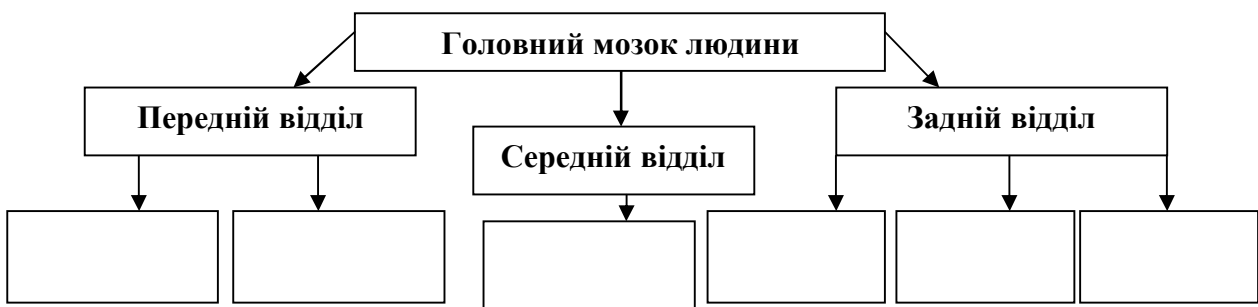 Головний мозок людини
Передній відділ
Середній відділ
Задній відділ